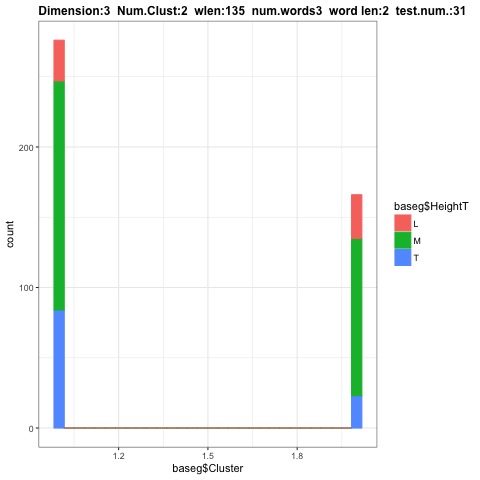 Dimension:3 Num.Clust:2 wlen:135 num.words3 word len:2 test.num.:31
200
100
0
count
1.2 1.5 1.8
baseg$Cluster
baseg$HeightT
L
M
T